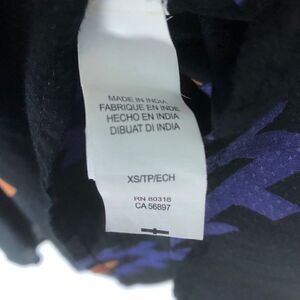 MADE IN INDIA
FABRIQUE EN INDE
HECHO EN INDIA
DIBUAT DI INDIA
XS/TP/ECH
RN 80318
CA 56897